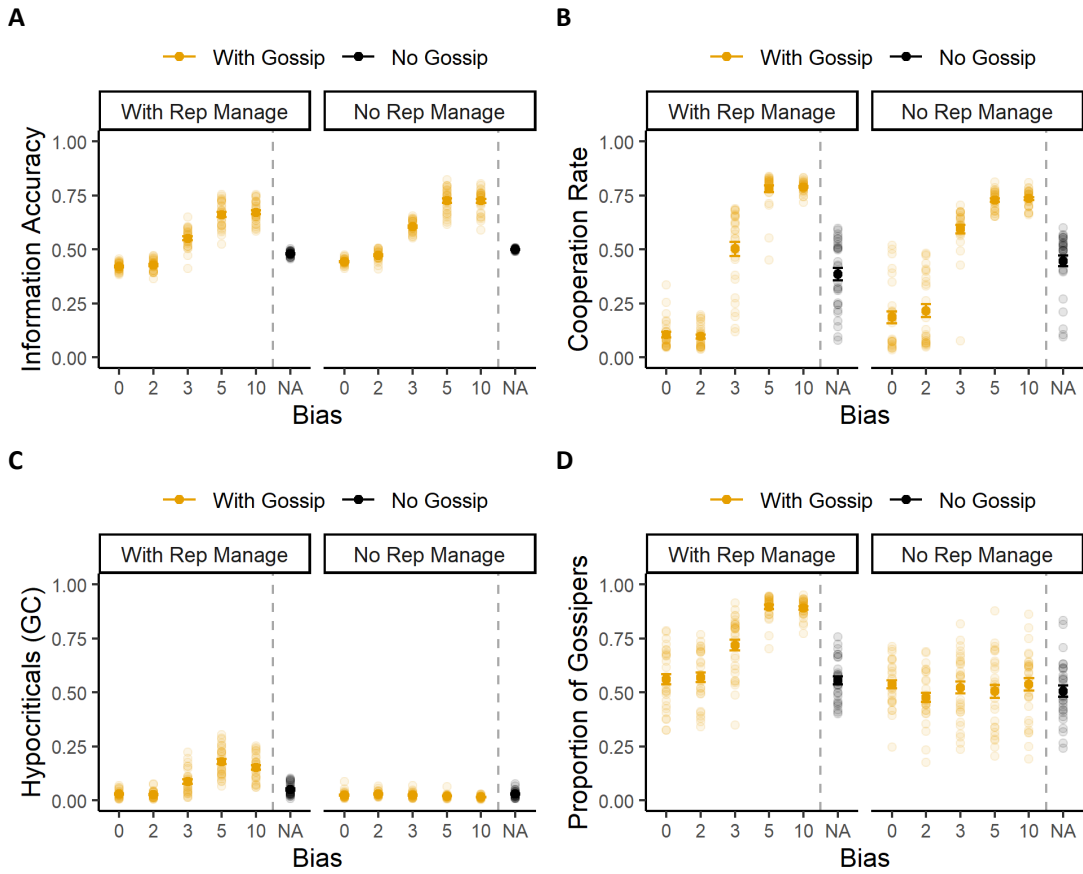 A
With Gossip No Gossip
With Rep Manage No Rep Manage
Information Accuracy
1.00
0.75
0.50
0.25
0.00
0 2 3 5 10 NA 0 2 3 5 10 NA
Bias
B
With Gossip No Gossip
With Rep Manage No Rep Manage
Cooperation Rate
1.00
0.75
0.50
0.25
0.00
0 2 3 5 10 NA 0 2 3 5 10 NA
Bias
C
With Gossip No Gossip
With Rep Manage No Rep Manage
Hypocriticals (GC)
1.00
0.75
0.50
0.25
0.00
0 2 3 5 10 NA 0 2 3 5 10 NA
Bias
D
With Gossip No Gossip
With Rep Manage No Rep Manage
Proportion of Gossipers
1.00
0.75
0.50
0.25
0.00
0 2 3 5 10 NA 0 2 3 5 10 NA
Bias